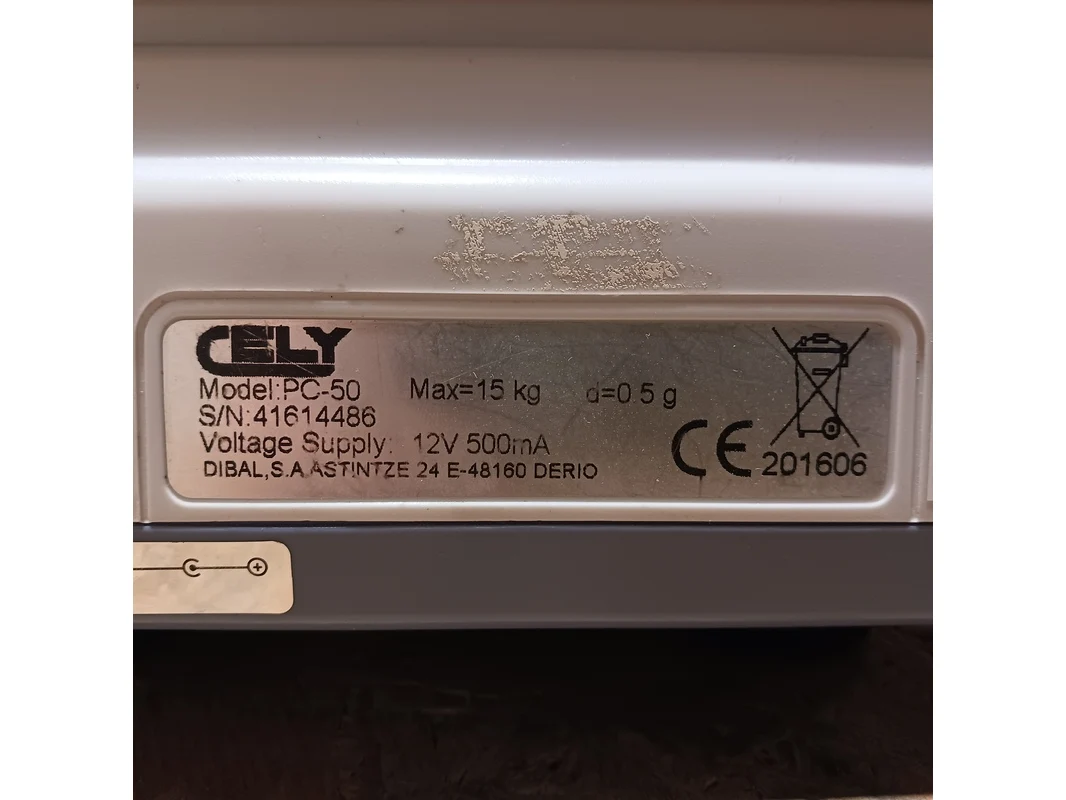 CELY
Model:PC-50 Max=15 kg d=0.5 g
S/N:41614486
Voltage Supply: 12V 500mA
DIBAL,S.A.ASTINTZE 24 E-48160 DERIO
CE 201606